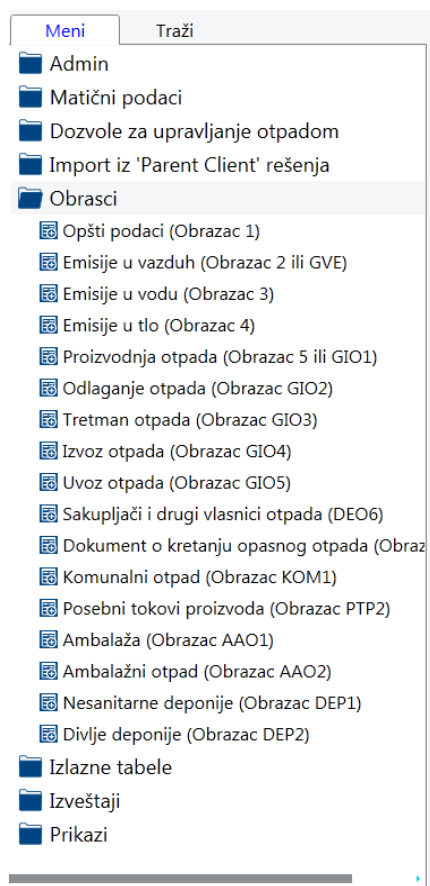 Meni Traži
Admin
Matični podaci
Dozvole za upravljanje otpadom
Import iz 'Parent Client' rešenja
Obrasci
Opšti podaci (Obrazac 1)
Emisije u vazduh (Obrazac 2 ili GVE)
Emisije u vodu (Obrazac 3)
Emisije u tlo (Obrazac 4)
Proizvodnja otpada (Obrazac 5 ili GIO1)
Odlaganje otpada (Obrazac GIO2)
Tretman otpada (Obrazac GIO3)
Izvoz otpada (Obrazac GIO4)
Uvoz otpada (Obrazac GIO5)
Sakupljači i drugi vlasnici otpada (DEO6)
Dokument o kretanju opasnog otpada (Obraz
Komunalni otpad (Obrazac KOM1)
Posebni tokovi proizvoda (Obrazac PTP2)
Ambalaža (Obrazac AAO1)
Ambalažni otpad (Obrazac AAO2)
Nesanitarne deponije (Obrazac DEP1)
Divlje deponije (Obrazac DEP2)
Izlazne tabele
Izveštaji
Prikazi